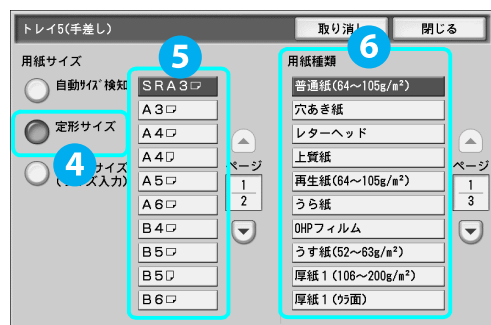 トレイ5(手差し)
取り消し
閉じる
用紙サイズ
5
用紙種類
6
自動サイズ検知
定形サイズ
4
サイズ
(サイズ入力)
SRA3
A3
A4
A4
A5
A6
B4
B5
B5
B6
ページ
1
2
普通紙(64～105g/m²)
穴あき紙
レターヘッド
上質紙
再生紙(64～105g/m²)
うら紙
OHPフィルム
うす紙(52～63g/m²)
厚紙1(106～200g/m²)
厚紙1(ウラ面)
ページ
1
3